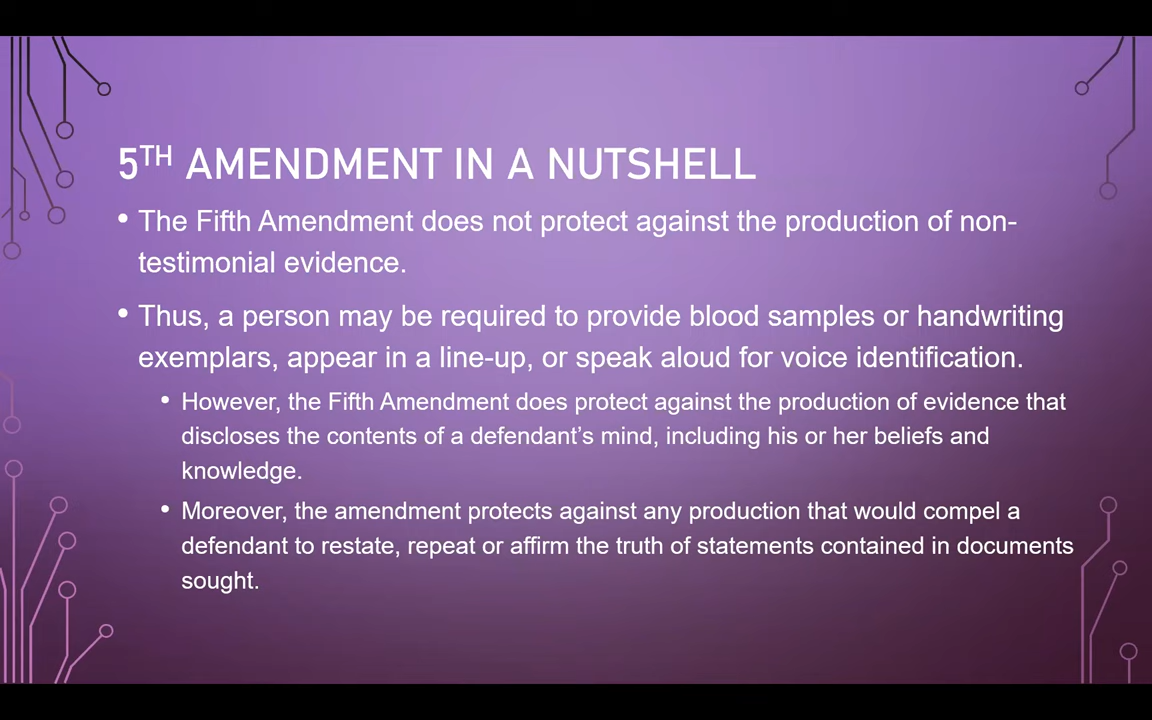 5TH AMENDMENT IN A NUTSHELL
• The Fifth Amendment does not protect against the production of non-
testimonial evidence.
• Thus, a person may be required to provide blood samples or handwriting
exemplars, appear in a line-up, or speak aloud for voice identification.
• However, the Fifth Amendment does protect against the production of evidence that
discloses the contents of a defendant’s mind, including his or her beliefs and
knowledge.
• Moreover, the amendment protects against any production that would compel a
defendant to restate, repeat or affirm the truth of statements contained in documents
sought.